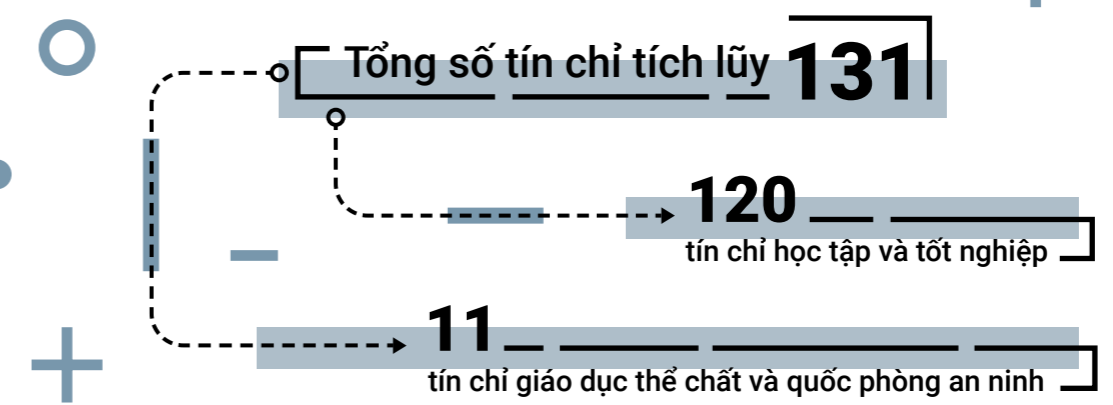 Tổng số tín chỉ tích lũy 131
120
tín chỉ học tập và tốt nghiệp
11
tín chỉ giáo dục thể chất và quốc phòng an ninh